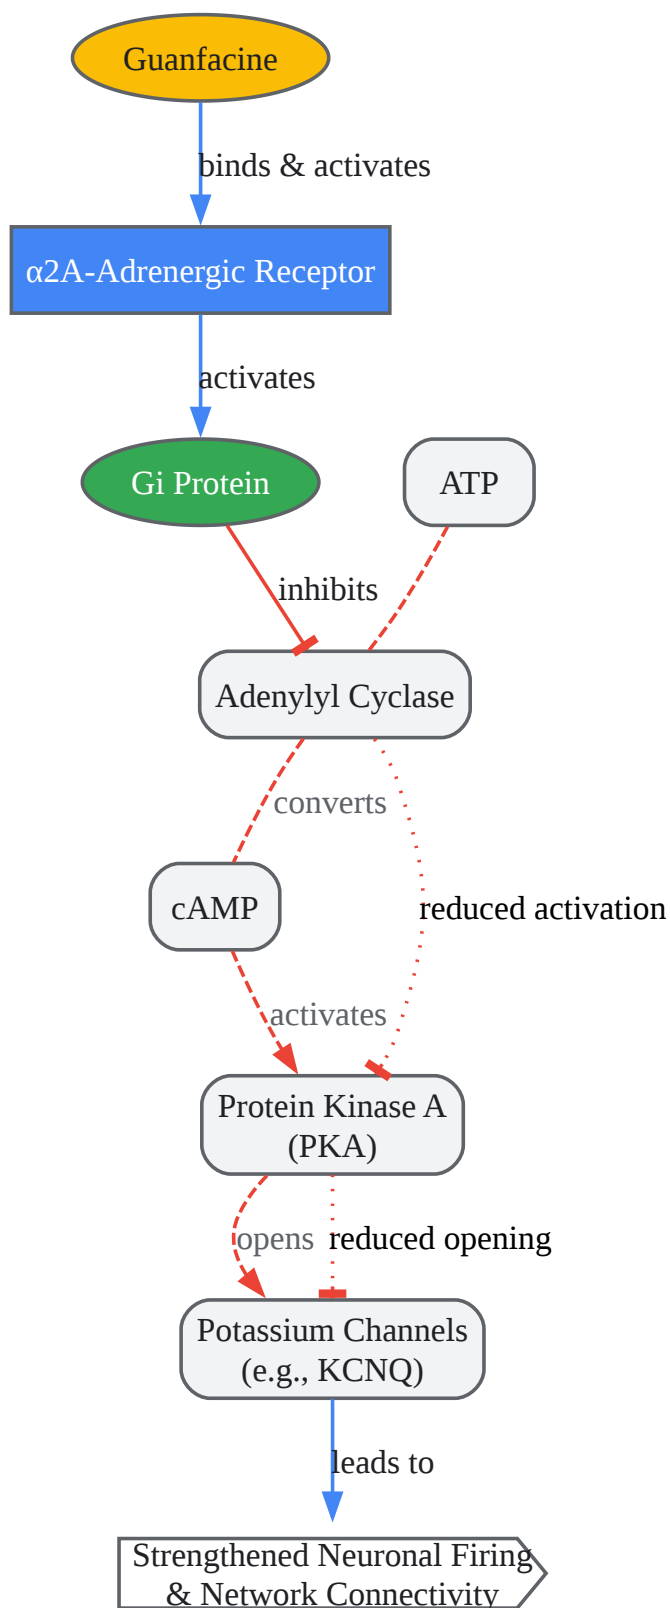 Guanfacine
binds & activates
α2A-Adrenergic Receptor
activates
Gi Protein
ATP
inhibits
Adenylyl Cyclase
converts
cAMP
reduced activation
activates
Protein Kinase A
(PKA)
opens
reduced opening
Potassium Channels
(e.g., KCNQ)
leads to
Strengthened Neuronal Firing
& Network Connectivity